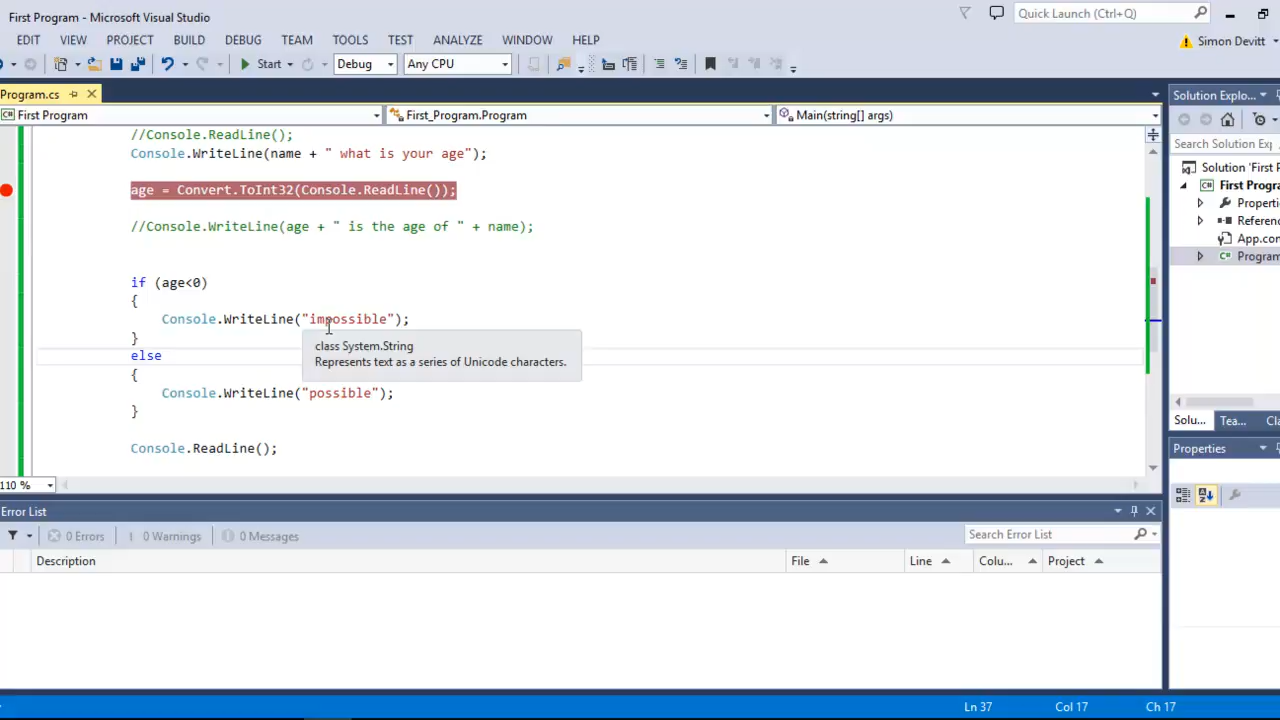 First Program - Microsoft Visual Studio
Quick Launch (Ctrl+Q)
EDIT VIEW PROJECT BUILD DEBUG TEAM TOOLS TEST ANALYZE WINDOW HELP
Simon Devitt
Start Debug Any CPU
Program.cs
Solution Explo...
First Program First_Program.Program Main(string[] args)
//Console.ReadLine();
Console.WriteLine(name + " what is your age");
age = Convert.ToInt32(Console.ReadLine());
//Console.WriteLine(age + " is the age of " + name);
if (age<0)
{
Console.WriteLine("impossible");
}
class System.String
Represents text as a series of Unicode characters.
else
{
Console.WriteLine("possible");
}
Console.ReadLine();
110 %
Search Solution Exp
Solution 'First P
First Progra
Properti
Referenc
App.con
Program
Solu... Tea... Cla
Properties
Error List
0 Errors 0 Warnings 0 Messages
Search Error List
Description File Line Colu... Project
Ln 37 Col 17 Ch 17